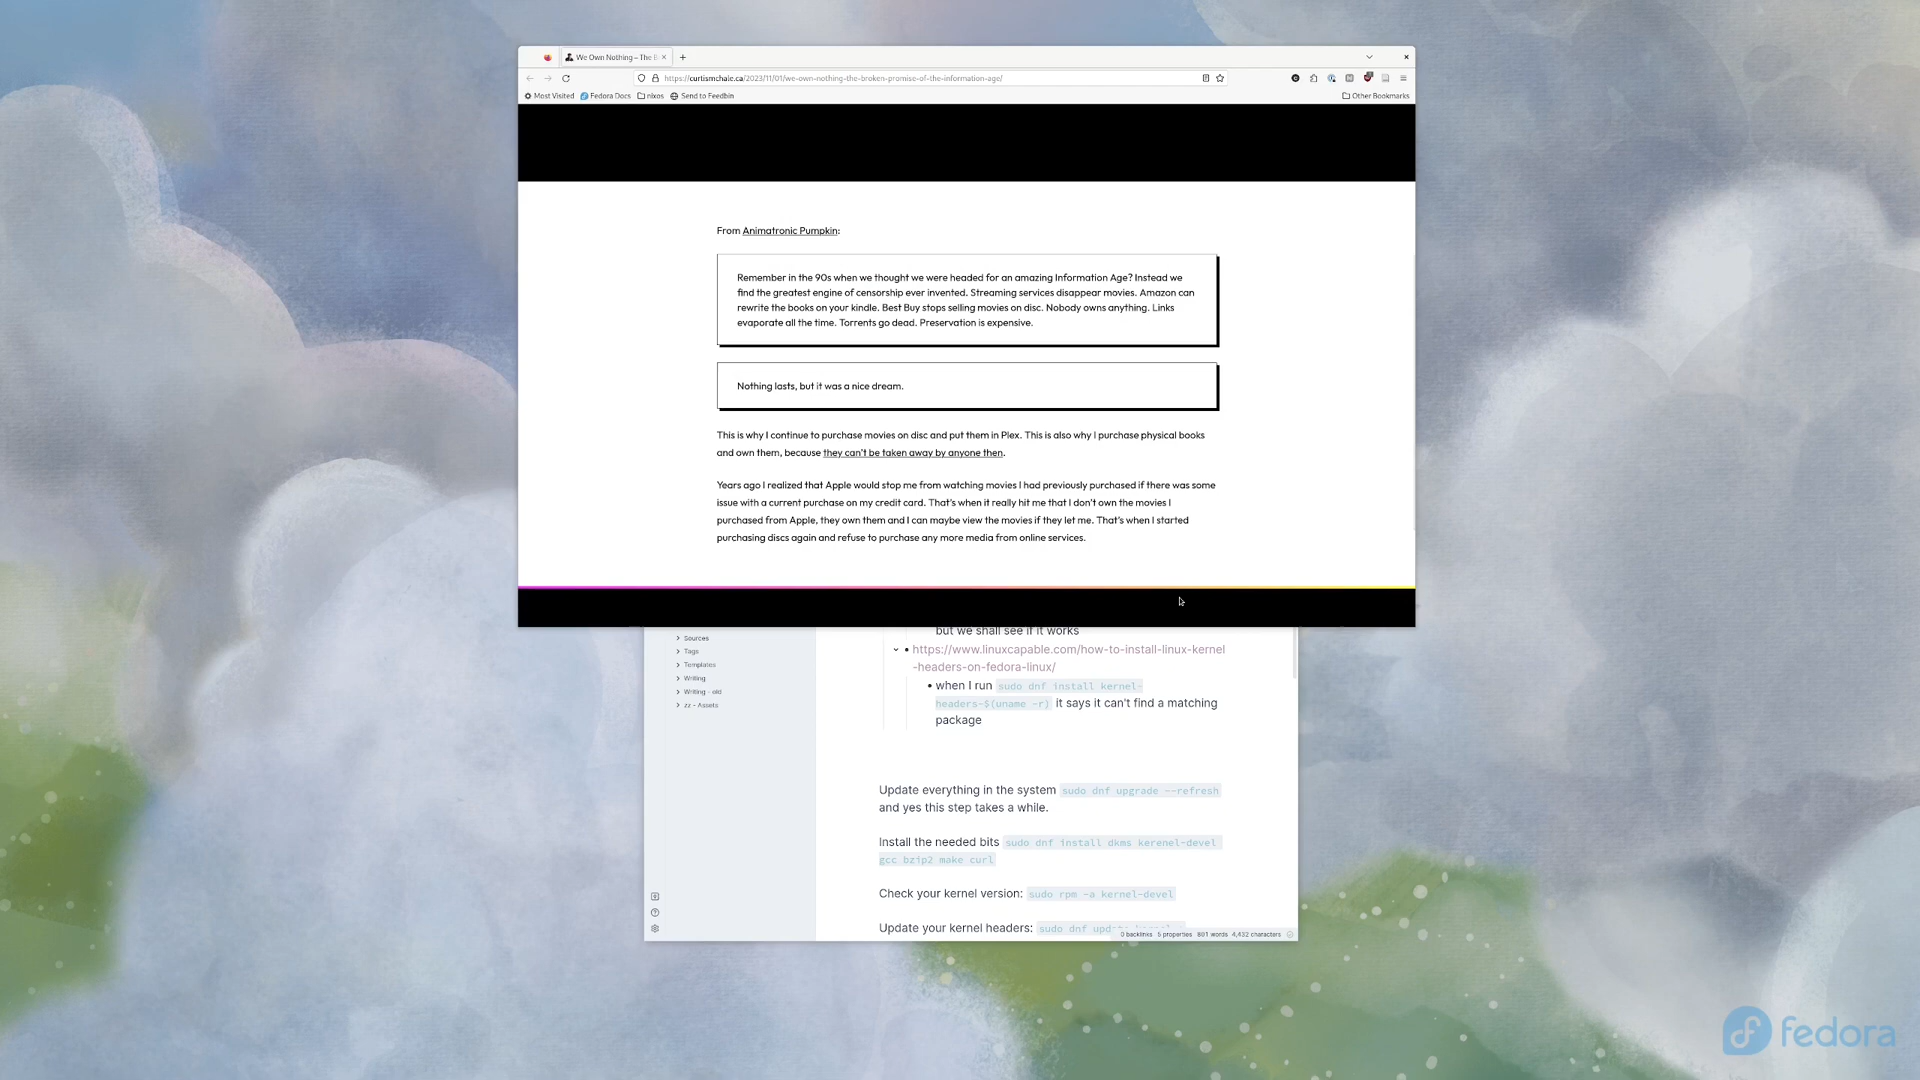 We Own Nothing – The B
https://curtismchale.ca/2023/11/01/we-own-nothing-the-broken-promise-of-the-information-age/
Most Visited Fedora Docs nixos Send to Feedbin Other Bookmarks
From Animatronic Pumpkin:
Remember in the 90s when we thought we were headed for an amazing Information Age? Instead we
find the greatest engine of censorship ever invented. Streaming services disappear movies. Amazon can
rewrite the books on your kindle. Best Buy stops selling movies on disc. Nobody owns anything. Links
evaporate all the time. Torrents go dead. Preservation is expensive.
Nothing lasts, but it was a nice dream.
This is why I continue to purchase movies on disc and put them in Plex. This is also why I purchase physical books
and own them, because they can't be taken away by anyone then.
Years ago I realized that Apple would stop me from watching movies I had previously purchased if there was some
issue with a current purchase on my credit card. That's when it really hit me that I don't own the movies I
purchased from Apple, they own them and I can maybe view the movies if they let me. That's when I started
purchasing discs again and refuse to purchase any more media from online services.
Sources
Tags
Templates
Writing
Writing - old
zz - Assets
but we shall see if it works
https://www.linuxcapable.com/how-to-install-linux-kernel
-headers-on-fedora-linux/
when I run sudo dnf install kernel-
headers-$(uname -r) it says it can't find a matching
package
Update everything in the system sudo dnf upgrade --refresh
and yes this step takes a while.
Install the needed bits sudo dnf install dkms kerenel-devel
gcc bzip2 make curl
Check your kernel version: sudo rpm -a kernel-devel
Update your kernel headers: sudo dnf update kernel-
0 backlinks 5 properties 801 words 4,432 characters
fedora